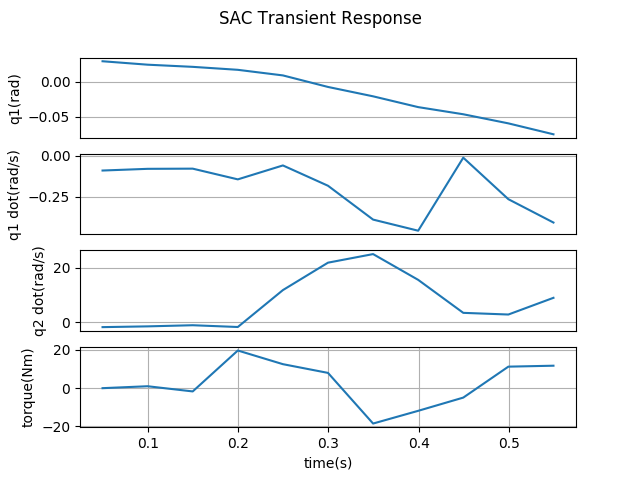 SAC Transient Response
0.00
−0.05
q1(rad)
0.00
−0.25
q1 dot(rad/s)
20
0
q2 dot(rad/s)
20
0
−20
torque(Nm)
0.1 0.2 0.3 0.4 0.5
time(s)